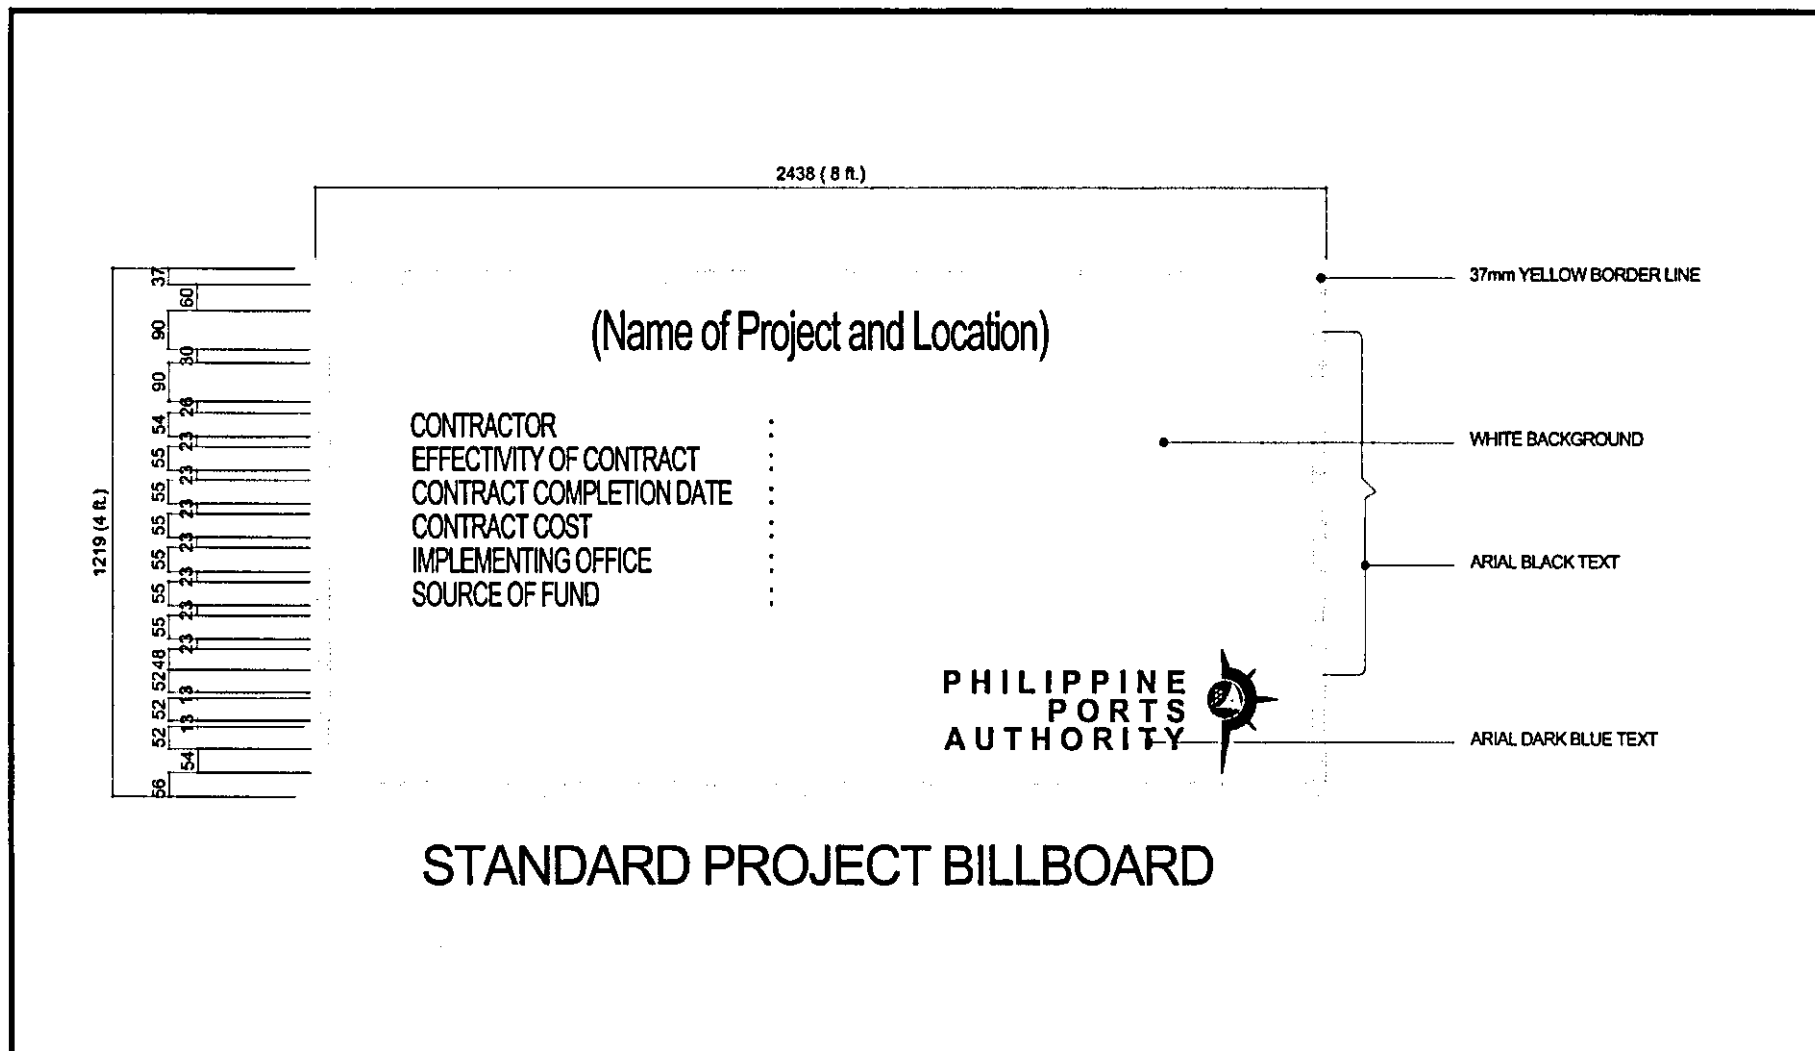 2438 ( 8 ft.)
1219 (4 ft.)
37
60
90
30
90
26
54
23
55
23
55
23
55
23
55
23
55
23
55
23
48
52
13
52
13
52
54
56
37mm YELLOW BORDER LINE
(Name of Project and Location)
CONTRACTOR :
WHITE BACKGROUND
EFFECTIVITY OF CONTRACT :
CONTRACT COMPLETION DATE :
CONTRACT COST :
IMPLEMENTING OFFICE :
ARIAL BLACK TEXT
SOURCE OF FUND :
PHILIPPINE
PORTS
AUTHORITY
ARIAL DARK BLUE TEXT
STANDARD PROJECT BILLBOARD